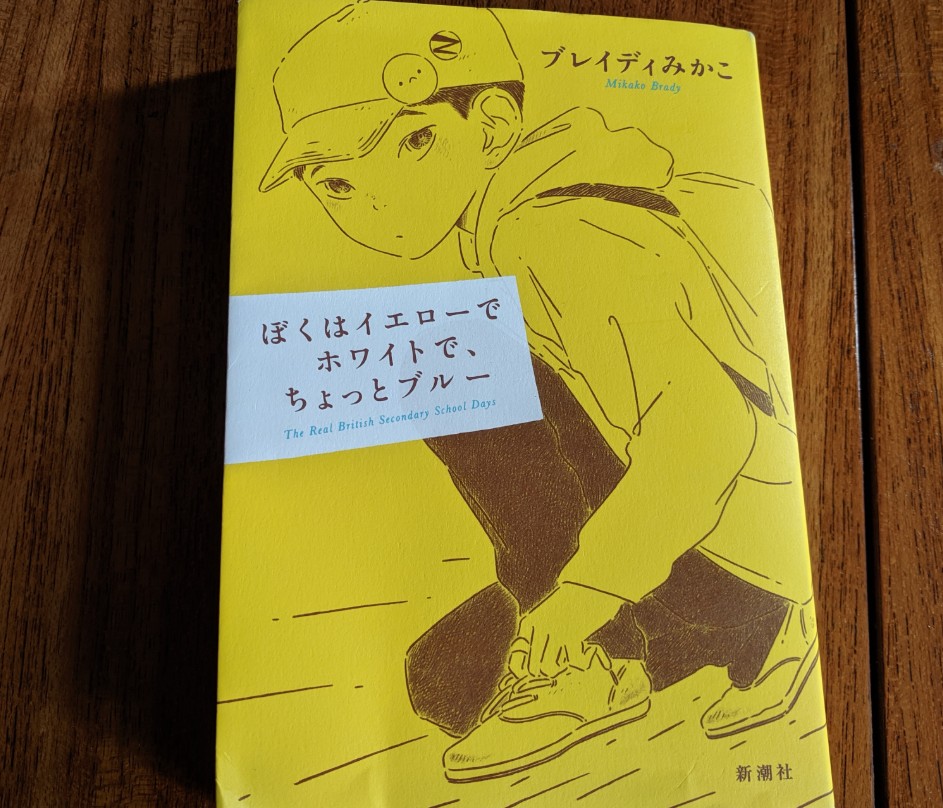 ブレイディみかこ
Mikako Brady
ぼくはイエローで
ホワイトで、
ちょっとブルー
The Real British Secondary School Days
新潮社